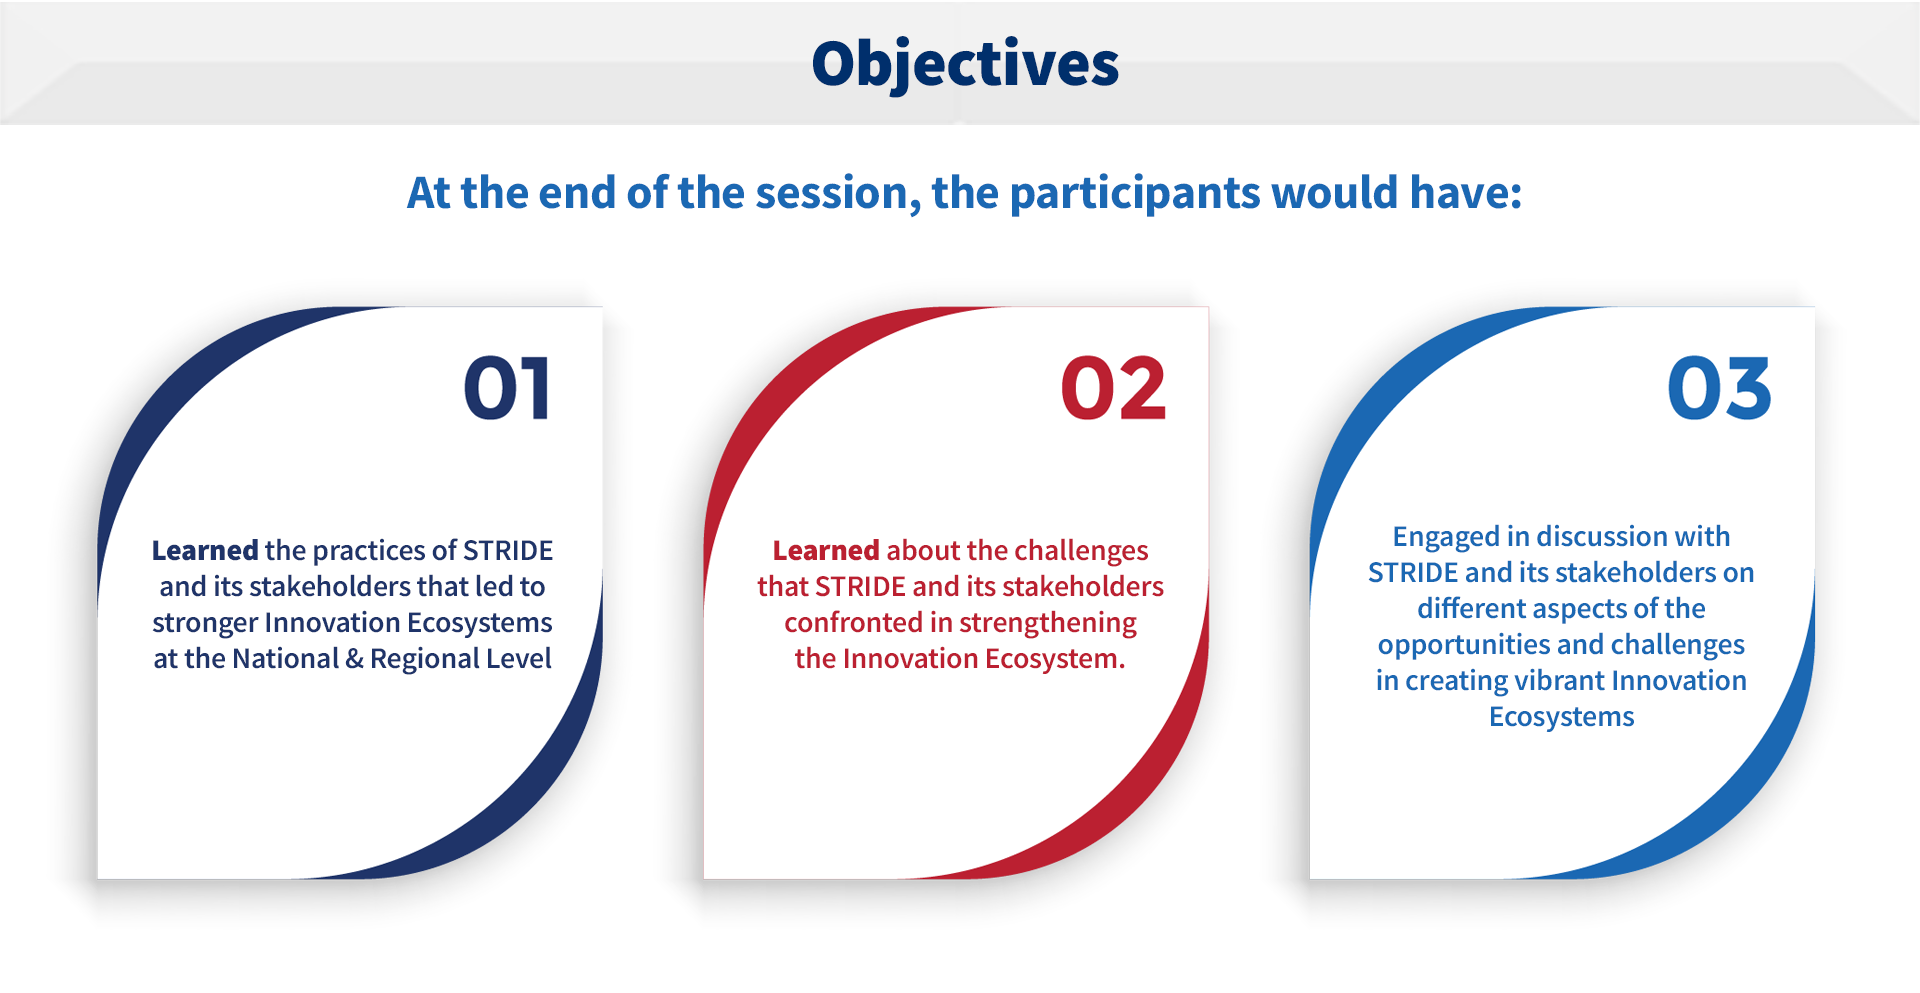 Objectives
At the end of the session, the participants would have:
01
Learned the practices of STRIDE
and its stakeholders that led to
stronger Innovation Ecosystems
at the National & Regional Level
02
Learned about the challenges
that STRIDE and its stakeholders
confronted in strengthening
the Innovation Ecosystem.
03
Engaged in discussion with
STRIDE and its stakeholders on
different aspects of the
opportunities and challenges
in creating vibrant Innovation
Ecosystems